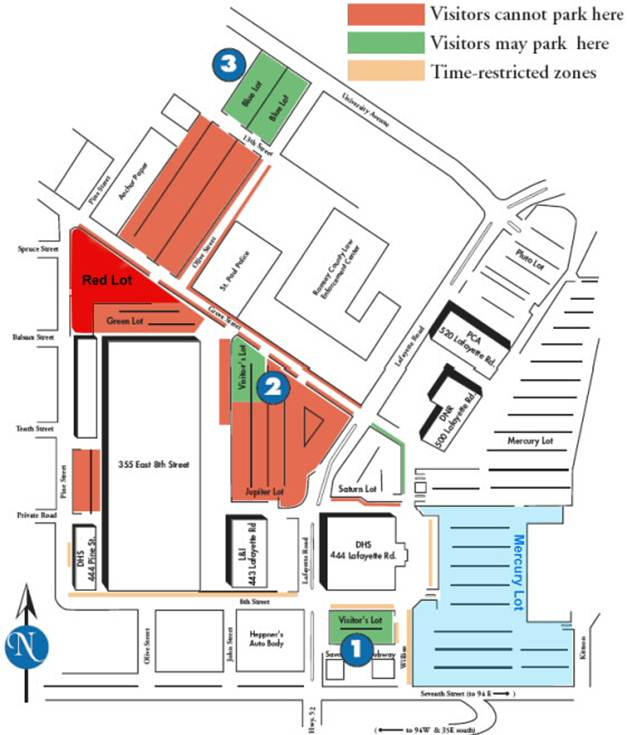 Visitors cannot park here
Visitors may park here
Time-restricted zones
3
Blue Lot
Blue Lot
University Avenue
13th Street
Pine Street
Anchor Paper
Olive Street
St. Paul Police
Ramsey County Law
Enforcement Center
Pluto Lot
Spruce Street
Red Lot
Green Lot
Grove Street
Lafayette Road
PCA
520 Lafayette Rd.
Balsam Street
Visitor's Lot
2
DNR
500 Lafayette Rd.
Mercury Lot
Tenth Street
355 East 8th Street
Pine Street
Jupiter Lot
Saturn Lot
Private Road
DHS
444 Pine St.
L&I
443 Lafayette Rd
Lafayette Road
DHS
444 Lafayette Rd.
Mercury Lot
8th Street
N
Olive Street
John Street
Heppner's
Auto Body
Visitor's Lot
1
Kittson
Seventh Street (to 94 E)
Hwy. 52
( to 94W & 35E south)